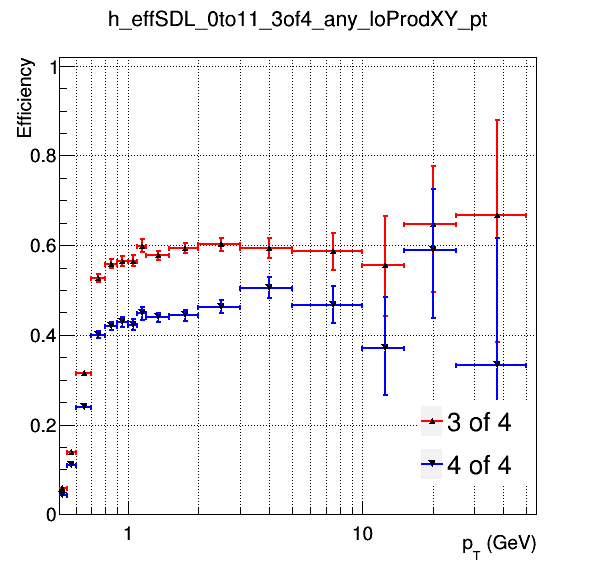 h_effSDL_0to11_3of4_any_loProdXY_pt
Efficiency
1
0.8
0.6
0.4
0.2
0
1
10
p_T (GeV)
3 of 4
4 of 4